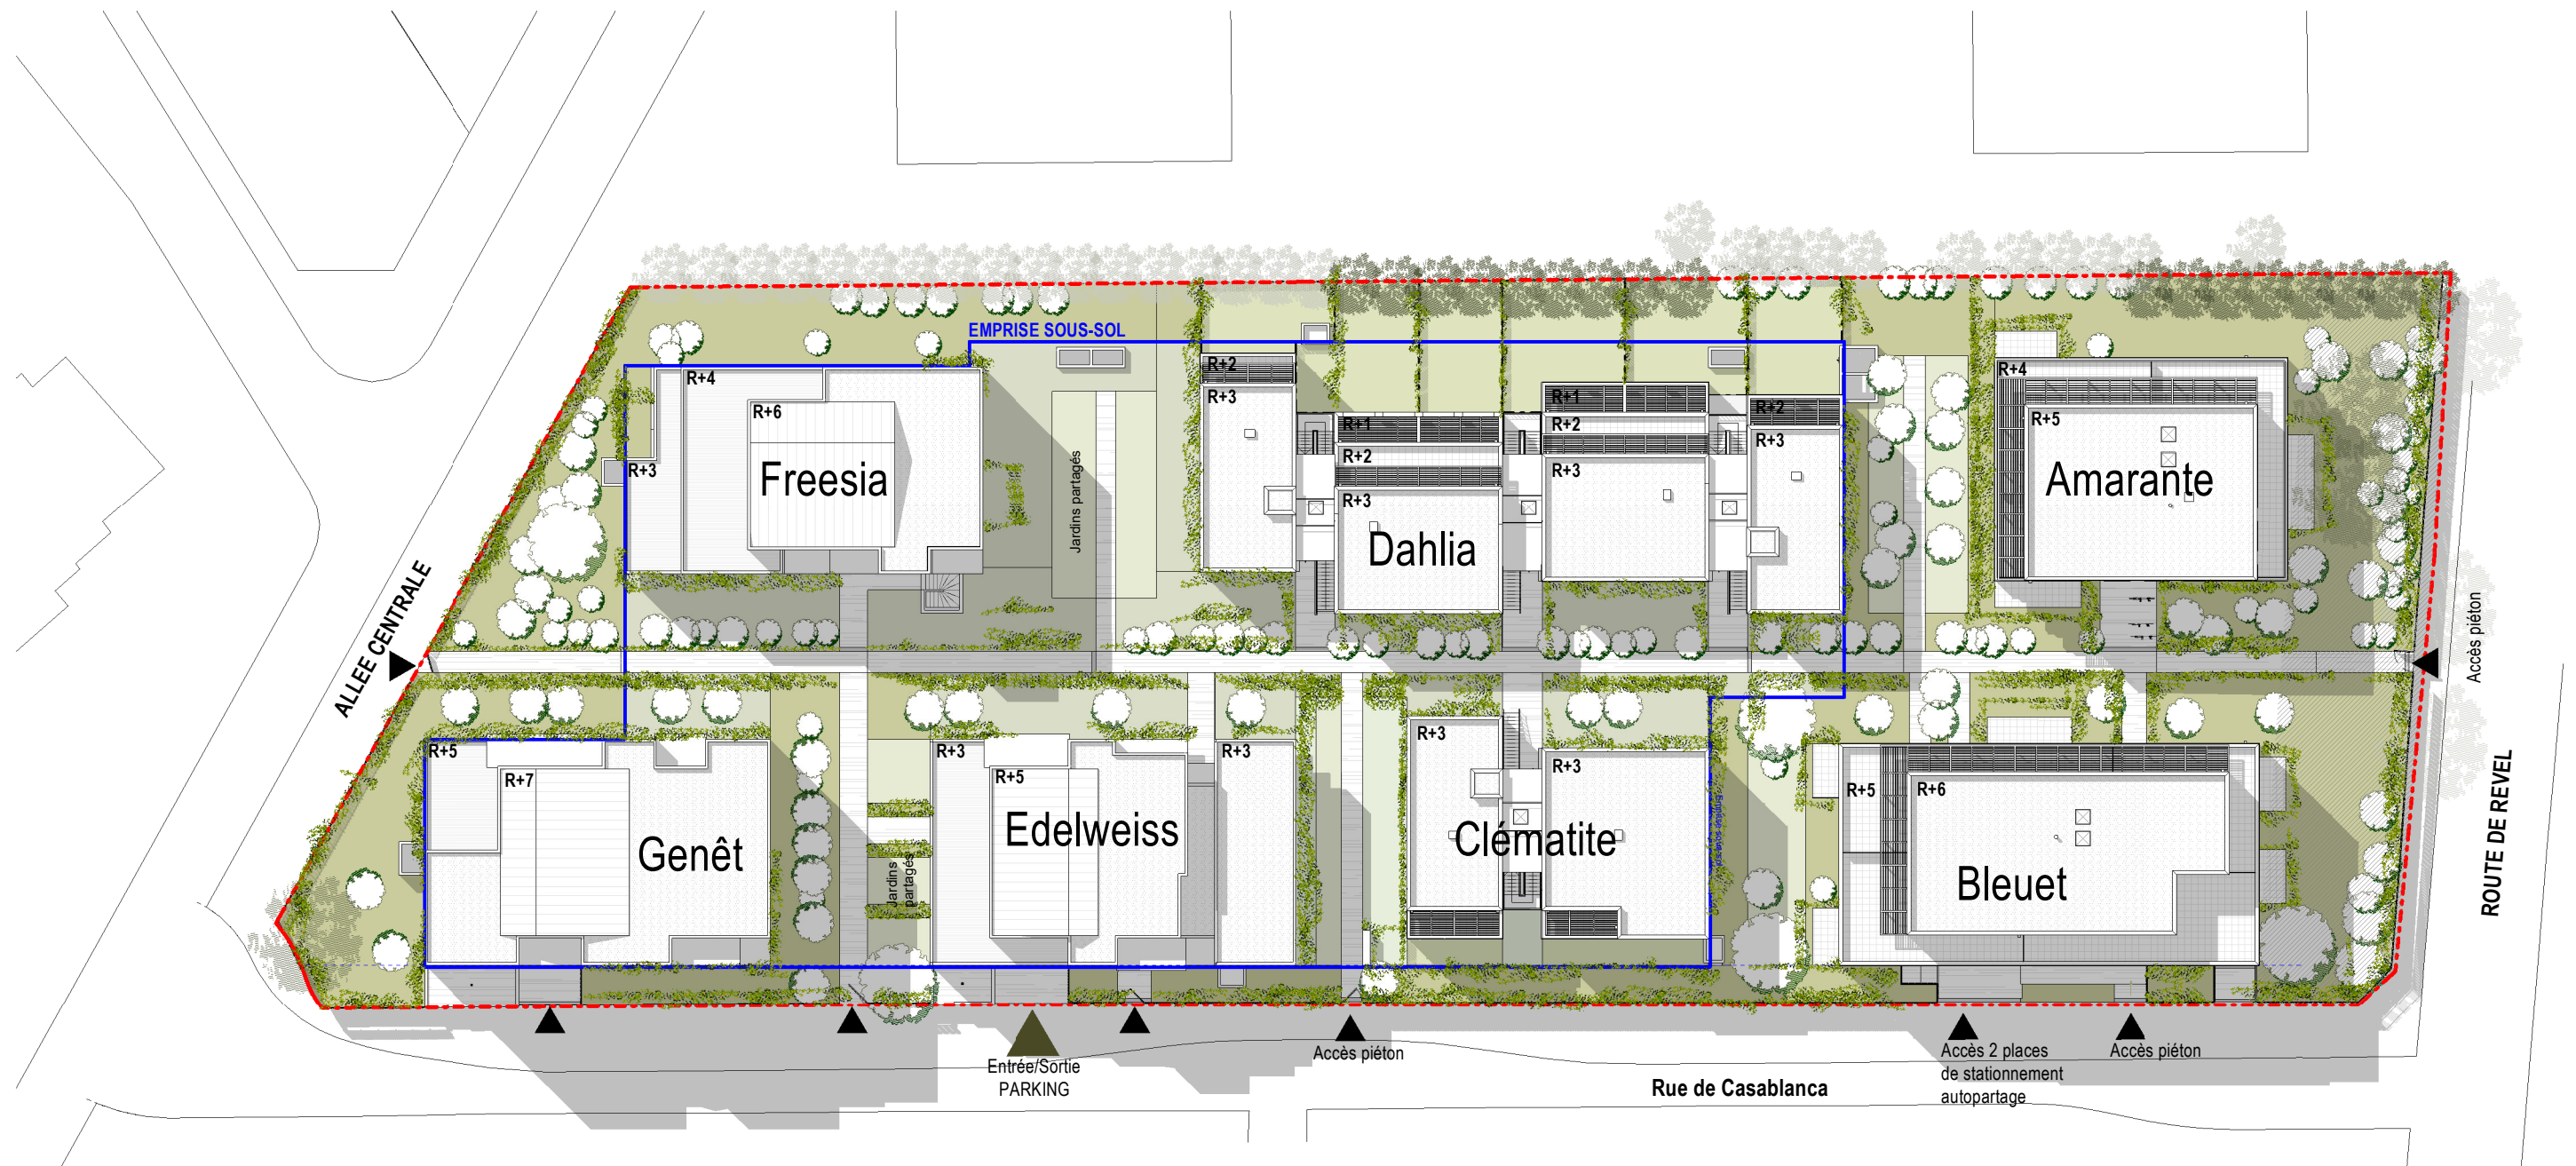 EMPRISE SOUS-SOL
R+4
R+6
R+3
Freesia
Jardins partagés
R+2
R+3
R+1
R+2
R+3
Dahlia
R+1
R+2
R+3
R+2
R+3
R+4
R+5
Amarante
ALLEE CENTRALE
Accès piéton
ROUTE DE REVEL
R+5
R+7
Genêt
Jardins
partagés
R+3
R+5
R+3
Edelweiss
R+3
R+3
Clématite
Emprise sous-sol
R+5
R+6
Bleuet
Entrée/Sortie
PARKING
Accès piéton
Rue de Casablanca
Accès 2 places
de stationnement
autopartage
Accès piéton